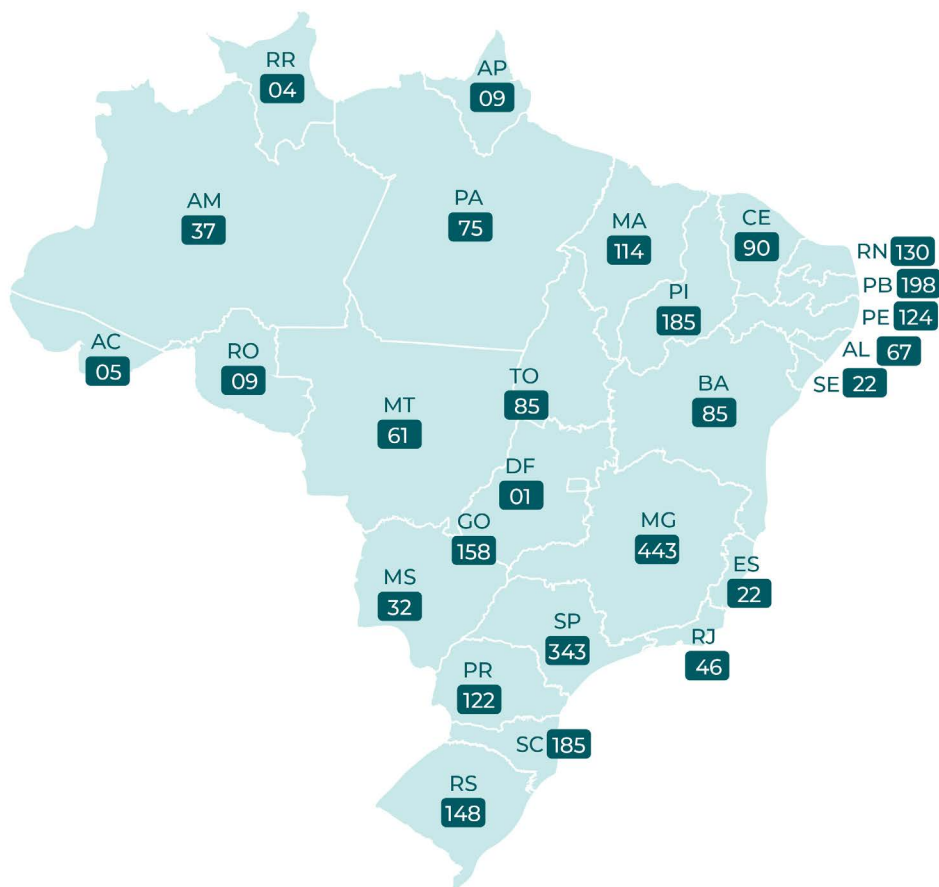 RR
04
AP
09
AM
37
PA
75
MA
114
CE
90
RN 130
PB 198
PI
185
PE 124
AC
05
RO
09
AL 67
TO
85
BA
85
SE 22
MT
61
DF
01
GO
158
MG
443
ES
22
MS
32
SP
343
RJ
46
PR
122
SC 185
RS
148